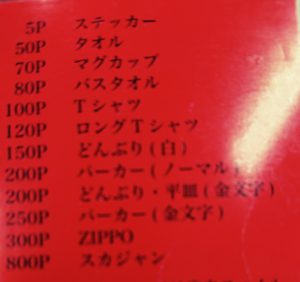 5P ステッカー
50P タオル
70P マグカップ
80P バスタオル
100P Tシャツ
120P ロングTシャツ
150P どんぶり(白)
200P パーカー(ノーマル)
200P どんぶり・平皿(金文字)
250P パーカー(金文字)
300P ZIPPO
800P スカジャン